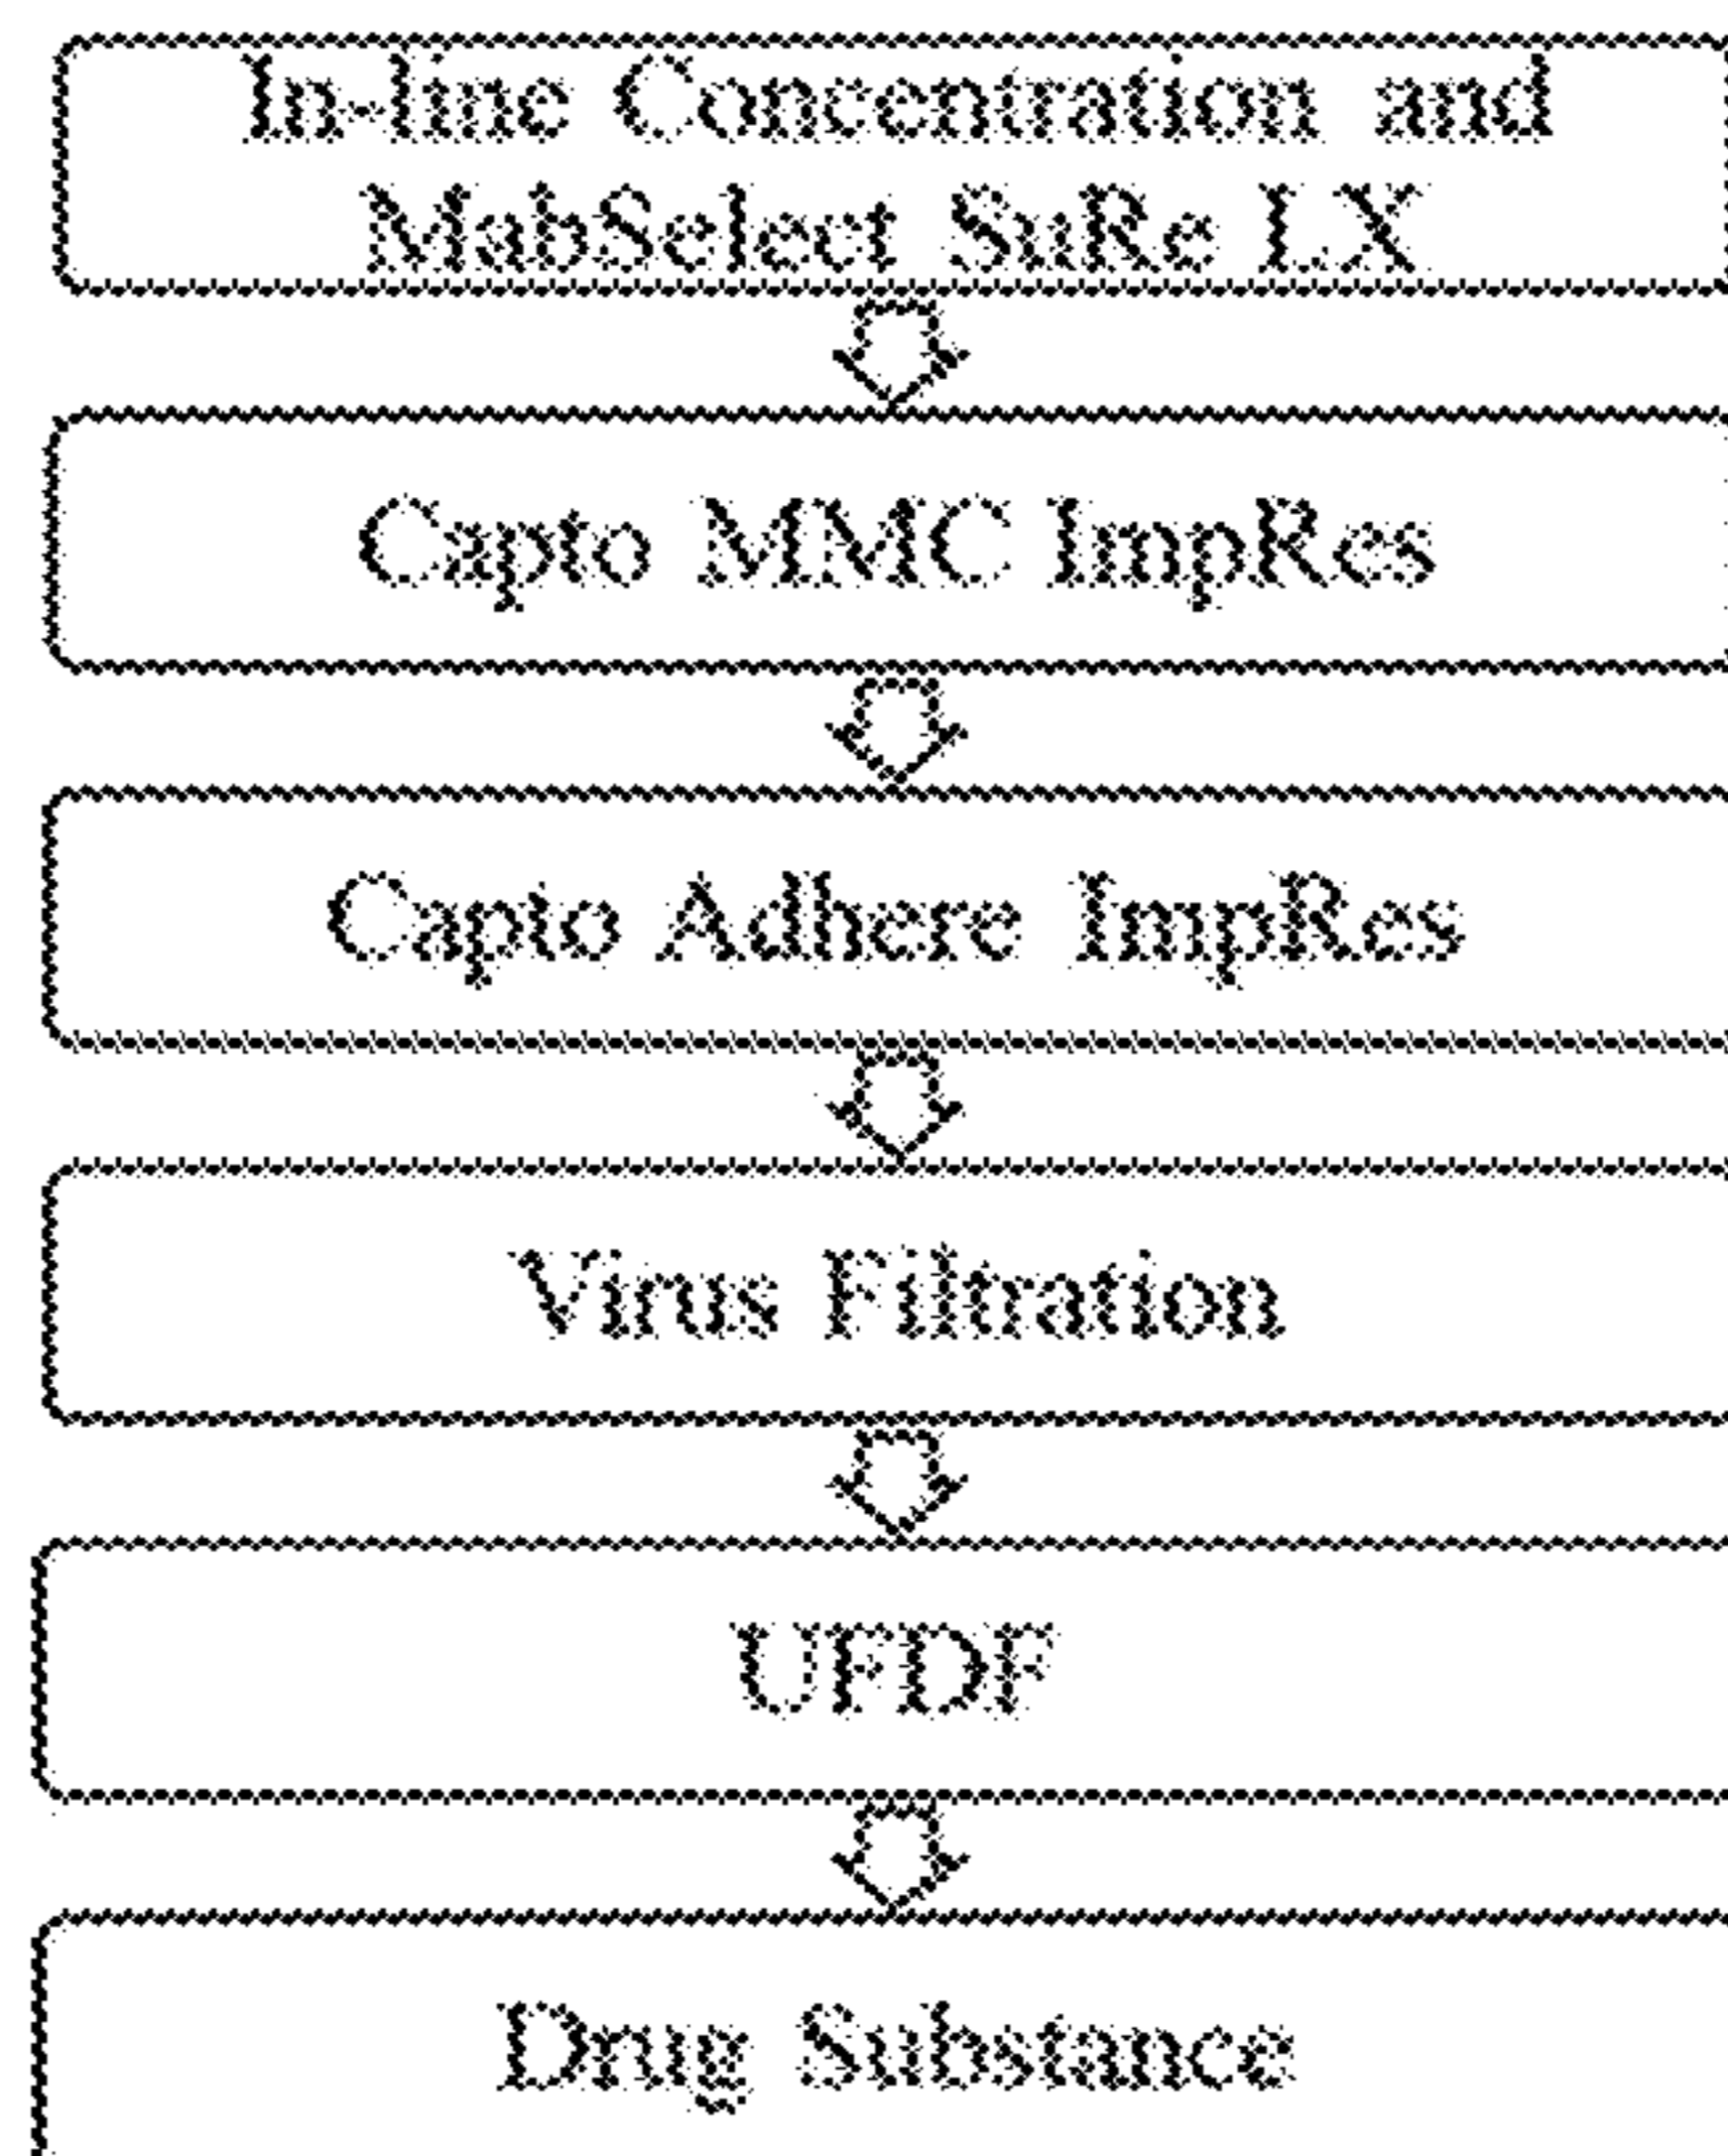 In-line Concentration and
MabSelect SuRe LX
Capto MMC ImpRes
Capto Adhere ImpRes
Virus Filtration
UFDF
Drug Substance